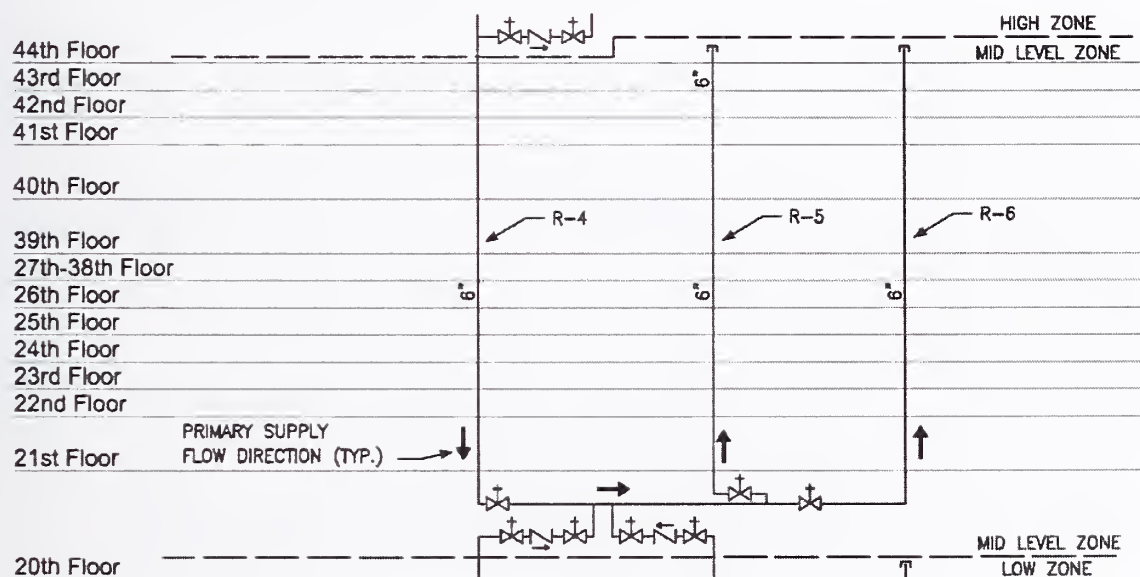 HIGH ZONE
44th Floor
MID LEVEL ZONE
43rd Floor
6"
42nd Floor
41st Floor
40th Floor
R-4
R-5
R-6
39th Floor
27th-38th Floor
26th Floor
6"
6"
6"
25th Floor
24th Floor
23rd Floor
22nd Floor
PRIMARY SUPPLY
FLOW DIRECTION (TYP.)
21st Floor
MID LEVEL ZONE
20th Floor
LOW ZONE